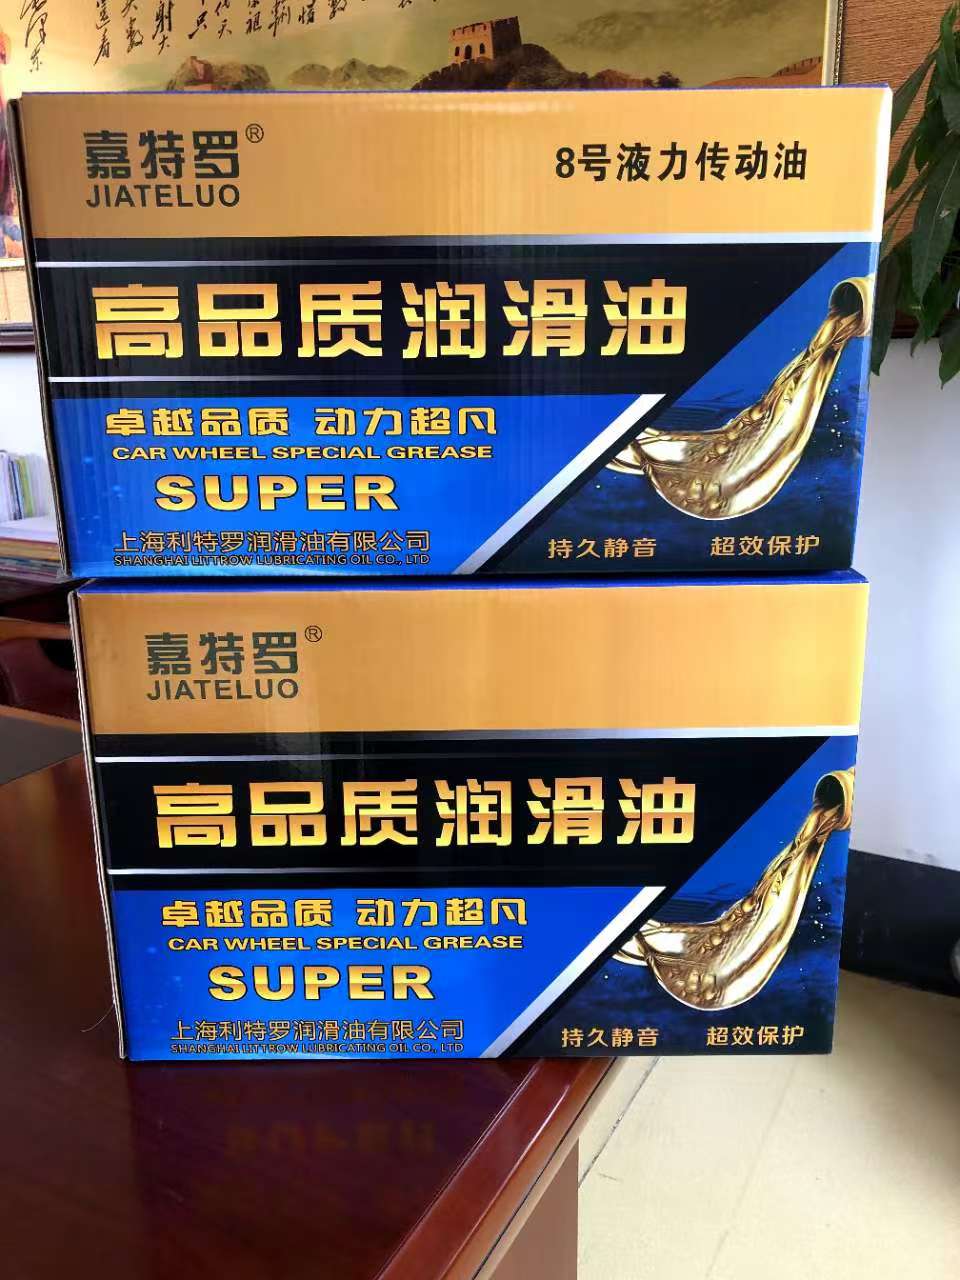 嘉特罗®
JIATELUO
8号液力传动油
高品质润滑油
卓越品质 动力超凡
CAR WHEEL SPECIAL GREASE
SUPER
上海利特罗润滑油有限公司
SHANGHAI LITTROW LUBRICATING OIL CO., LTD
持久静音 超效保护
嘉特罗®
JIATELUO
高品质润滑油
卓越品质 动力超凡
CAR WHEEL SPECIAL GREASE
SUPER
上海利特罗润滑油有限公司
SHANGHAI LITTROW LUBRICATING OIL CO., LTD
持久静音 超效保护